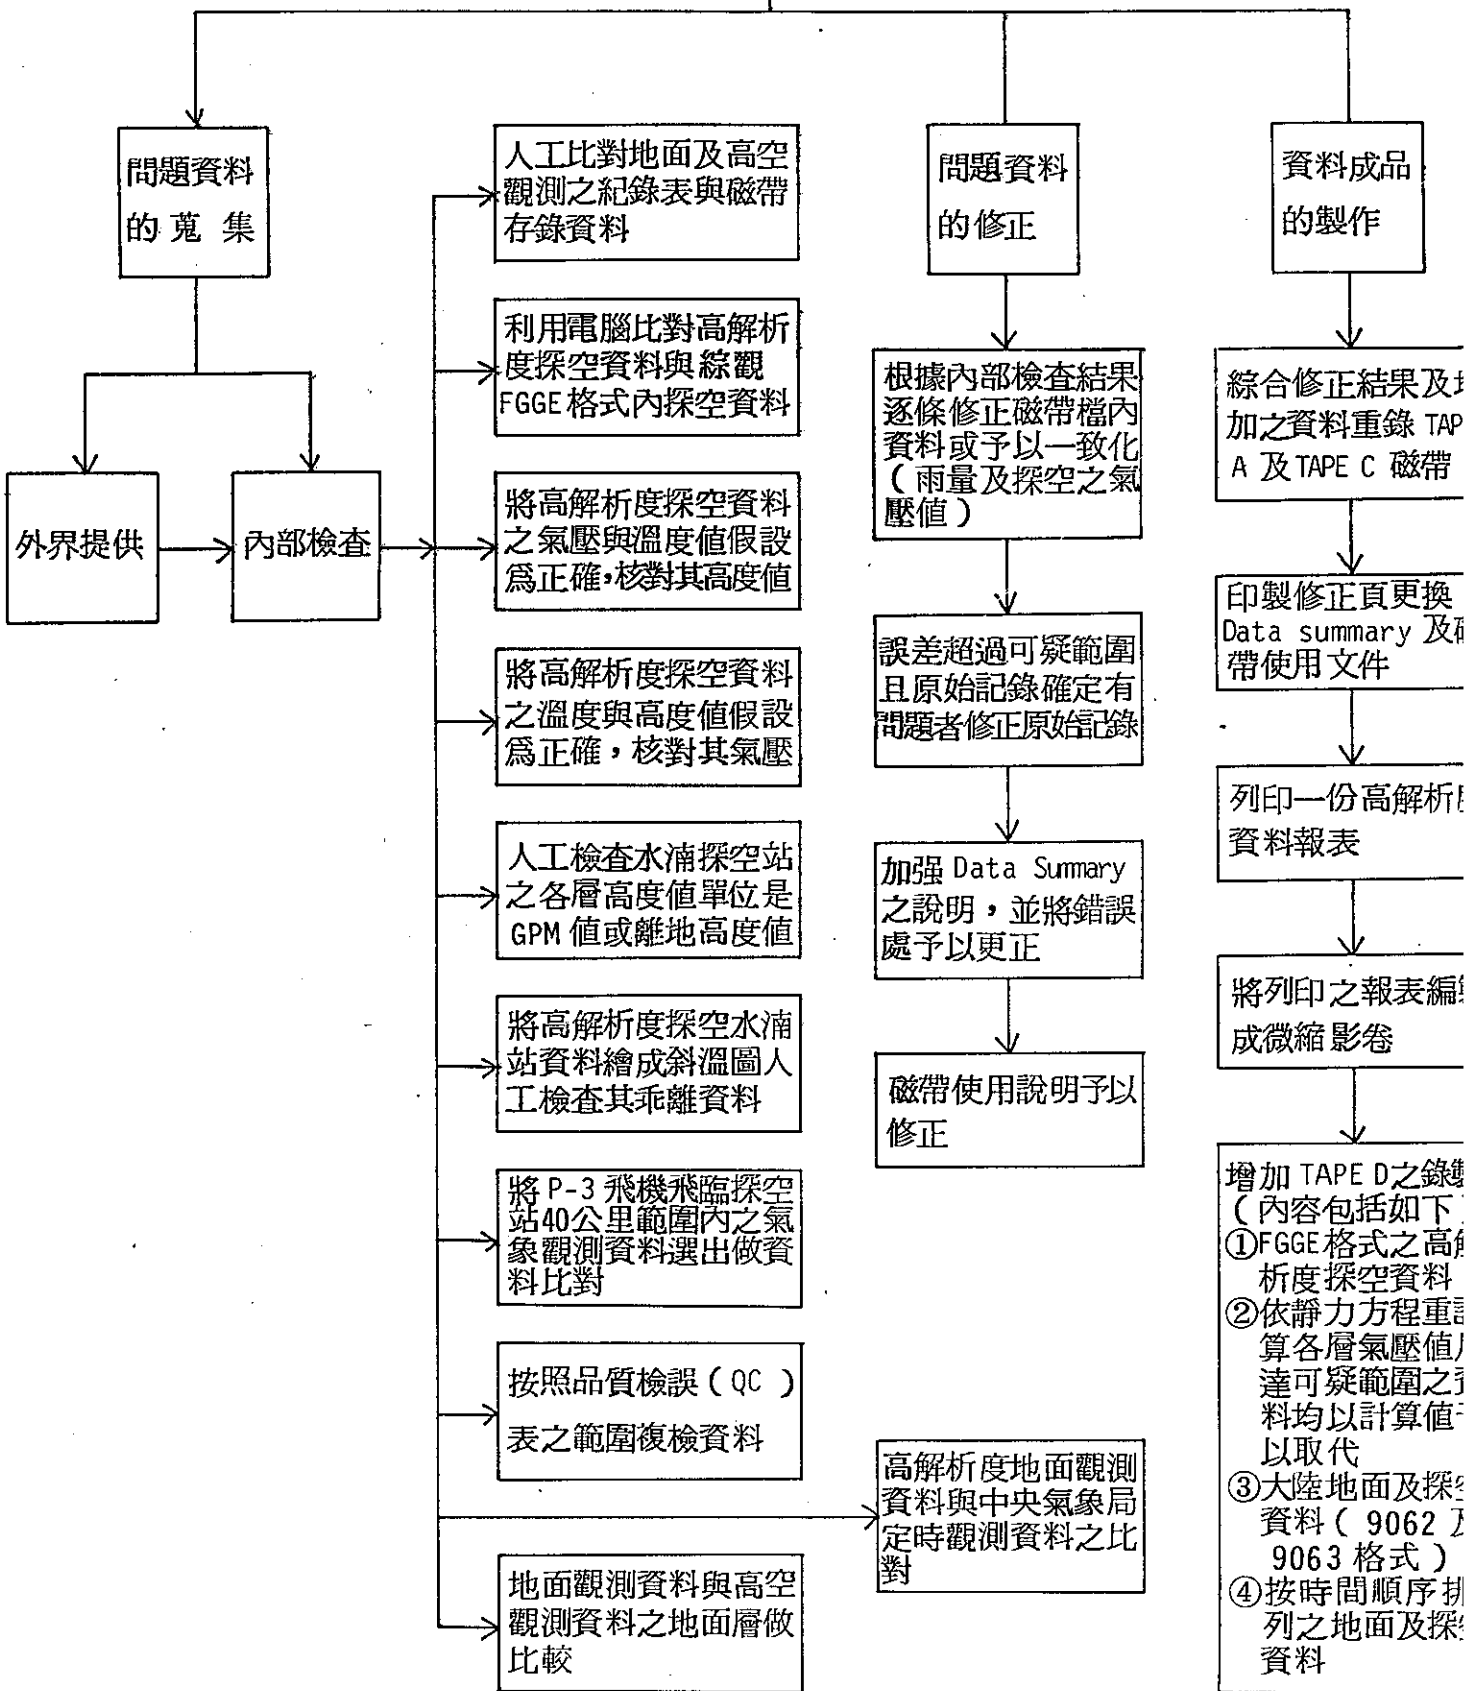 問題資料
的蒐集
外界提供
內部檢查
人工比對地面及高空
觀測之紀錄表與磁帶
存錄資料
利用電腦比對高解析
度探空資料與綜觀
FGGE格式內探空資料
將高解析度探空資料
之氣壓與溫度值假設
爲正確,核對其高度值
將高解析度探空資料
之溫度與高度值假設
爲正確,核對其氣壓
人工檢查水湳探空站
之各層高度值單位是
GPM值或離地高度值
將高解析度探空水湳
站資料繪成斜溫圖人
工檢查其乖離資料
將P-3飛機飛臨探空
站40公里範圍內之氣
象觀測資料選出做資
料比對
按照品質檢誤(QC )
表之範圍複檢資料
地面觀測資料與高空
觀測資料之地面層做
比較
高解析度地面觀測
資料與中央氣象局
定時觀測資料之比
對
問題資料
的修正
根據內部檢查結果
逐條修正磁帶檔內
資料或予以一致化
(雨量及探空之氣
壓值)
誤差超過可疑範圍
且原始記錄確定有
問題者修正原始記錄
加强Data Summary
之說明,並將錯誤
處予以更正
磁帶使用說明予以
修正
資料成品
的製作
綜合修正結果及
加之資料重錄 TAP
A 及TAPE C 磁帶
印製修正頁更換
Data summary 及
帶使用文件
列印一份高解析
資料報表
將列印之報表編
成微縮影卷
增加 TAPE D之錄
(內容包括如下
①FGGE格式之高
析度探空資料
②依靜力方程重
算各層氣壓值
達可疑範圍之
料均以計算值
以取代
③大陸地面及探
資料( 9062
9063 格式)
④按時間順序排
列之地面及探
資料